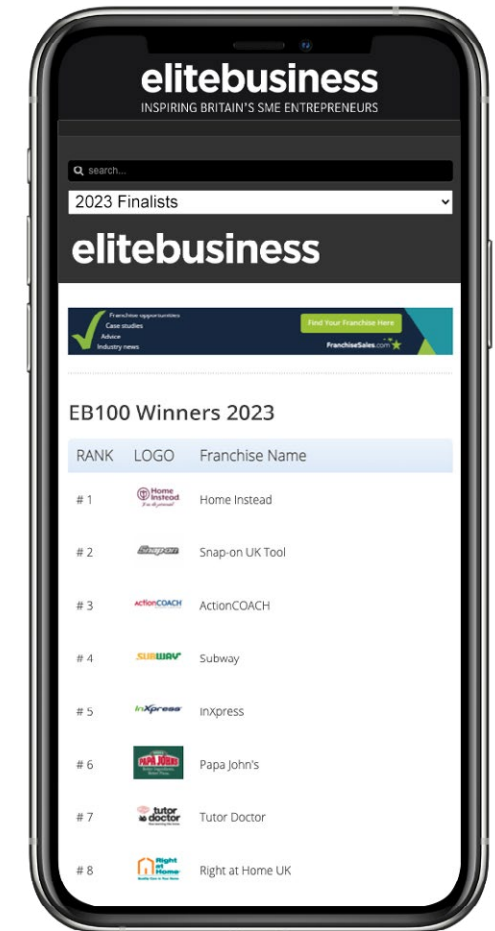 elitebusiness
INSPIRING BRITAIN'S SME ENTREPRENEURS
search...
2023 Finalists
elitebusiness
Franchise opportunities
Case studies
Advice
Industry news
Find Your Franchise Here
FranchiseSales.com
EB100 Winners 2023
RANK LOGO Franchise Name
# 1 Home Instead Home Instead
# 2 Snap-on Snap-on UK Tool
# 3 ActionCOACH ActionCOACH
# 4 SUBWAY Subway
# 5 InXpress InXpress
# 6 PAPA JOHNS Papa John's
# 7 tutor doctor Tutor Doctor
# 8 Right at Home Right at Home UK